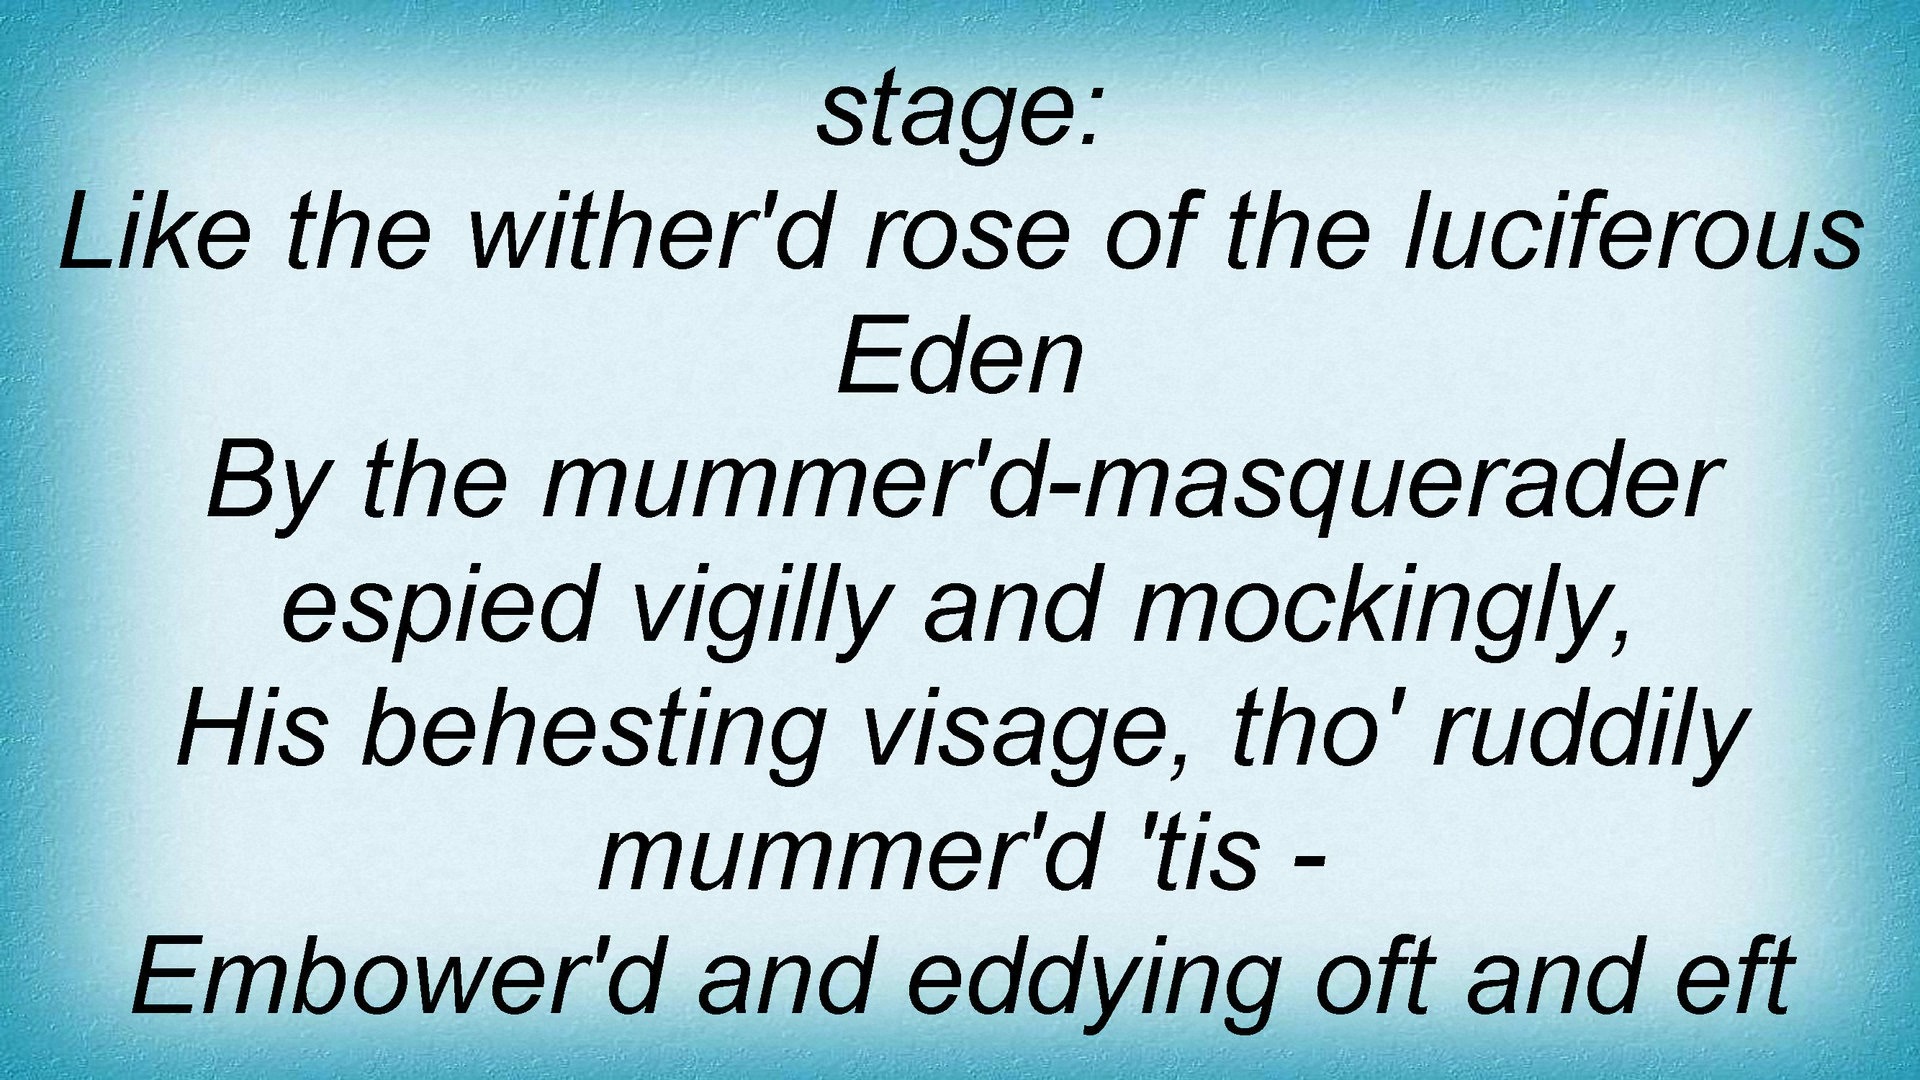 stage:
Like the wither'd rose of the luciferous
Eden
By the mummer'd-masquerader
espied vigilly and mockingly,
His behesting visage, tho' ruddily
mummer'd 'tis -
Embower'd and eddying oft and eft